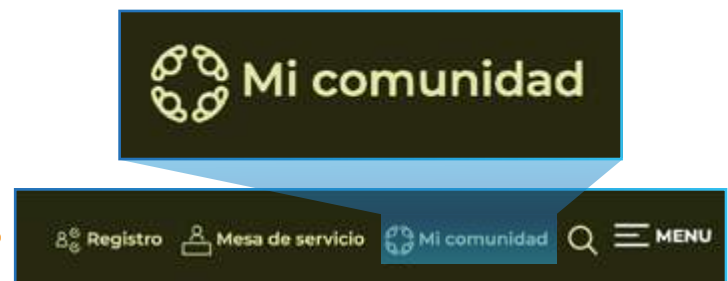 Mi comunidad
Registro Mesa de servicio Mi comunidad MENU